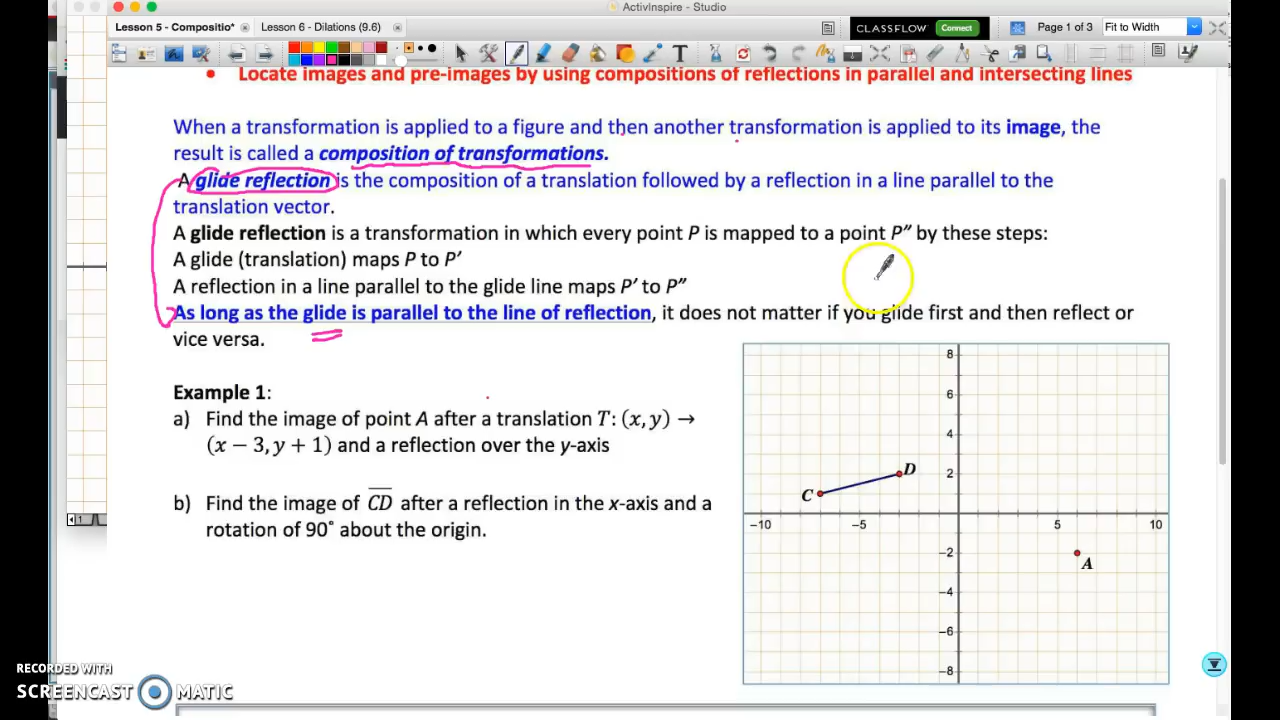 ActivInspire - Studio
Lesson 5 - Compositio* Lesson 6 - Dilations (9.6)
CLASSFLOW Connect Page 1 of 3 Fit to Width
• Locate images and pre-images by using compositions of reflections in parallel and intersecting lines
When a transformation is applied to a figure and then another transformation is applied to its image, the
result is called a composition of transformations.
A glide reflection is the composition of a translation followed by a reflection in a line parallel to the
translation vector.
A glide reflection is a transformation in which every point P is mapped to a point P″ by these steps:
A glide (translation) maps P to P′
A reflection in a line parallel to the glide line maps P′ to P″
As long as the glide is parallel to the line of reflection, it does not matter if you glide first and then reflect or
vice versa.
Example 1:
a) Find the image of point A after a translation T: (x, y) →
(x − 3, y + 1) and a reflection over the y-axis
b) Find the image of C̅D̅ after a reflection in the x-axis and a
rotation of 90˚ about the origin.
8
6
4
D
2
C
−10 −5 5 10
−2
A
−4
−6
−8
1
RECORDED WITH
SCREENCAST MATIC